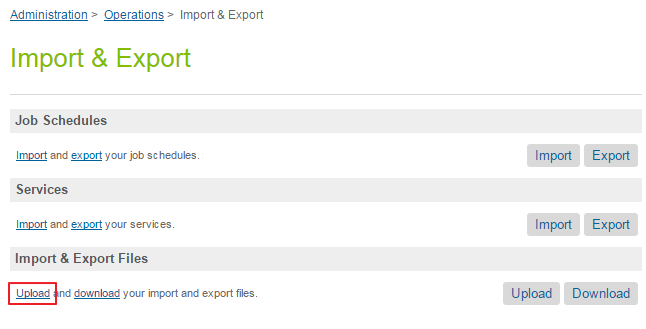 Administration > Operations > Import & Export
Import & Export
Job Schedules
Import and export your job schedules. Import Export
Services
Import and export your services. Import Export
Import & Export Files
Upload and download your import and export files. Upload Download